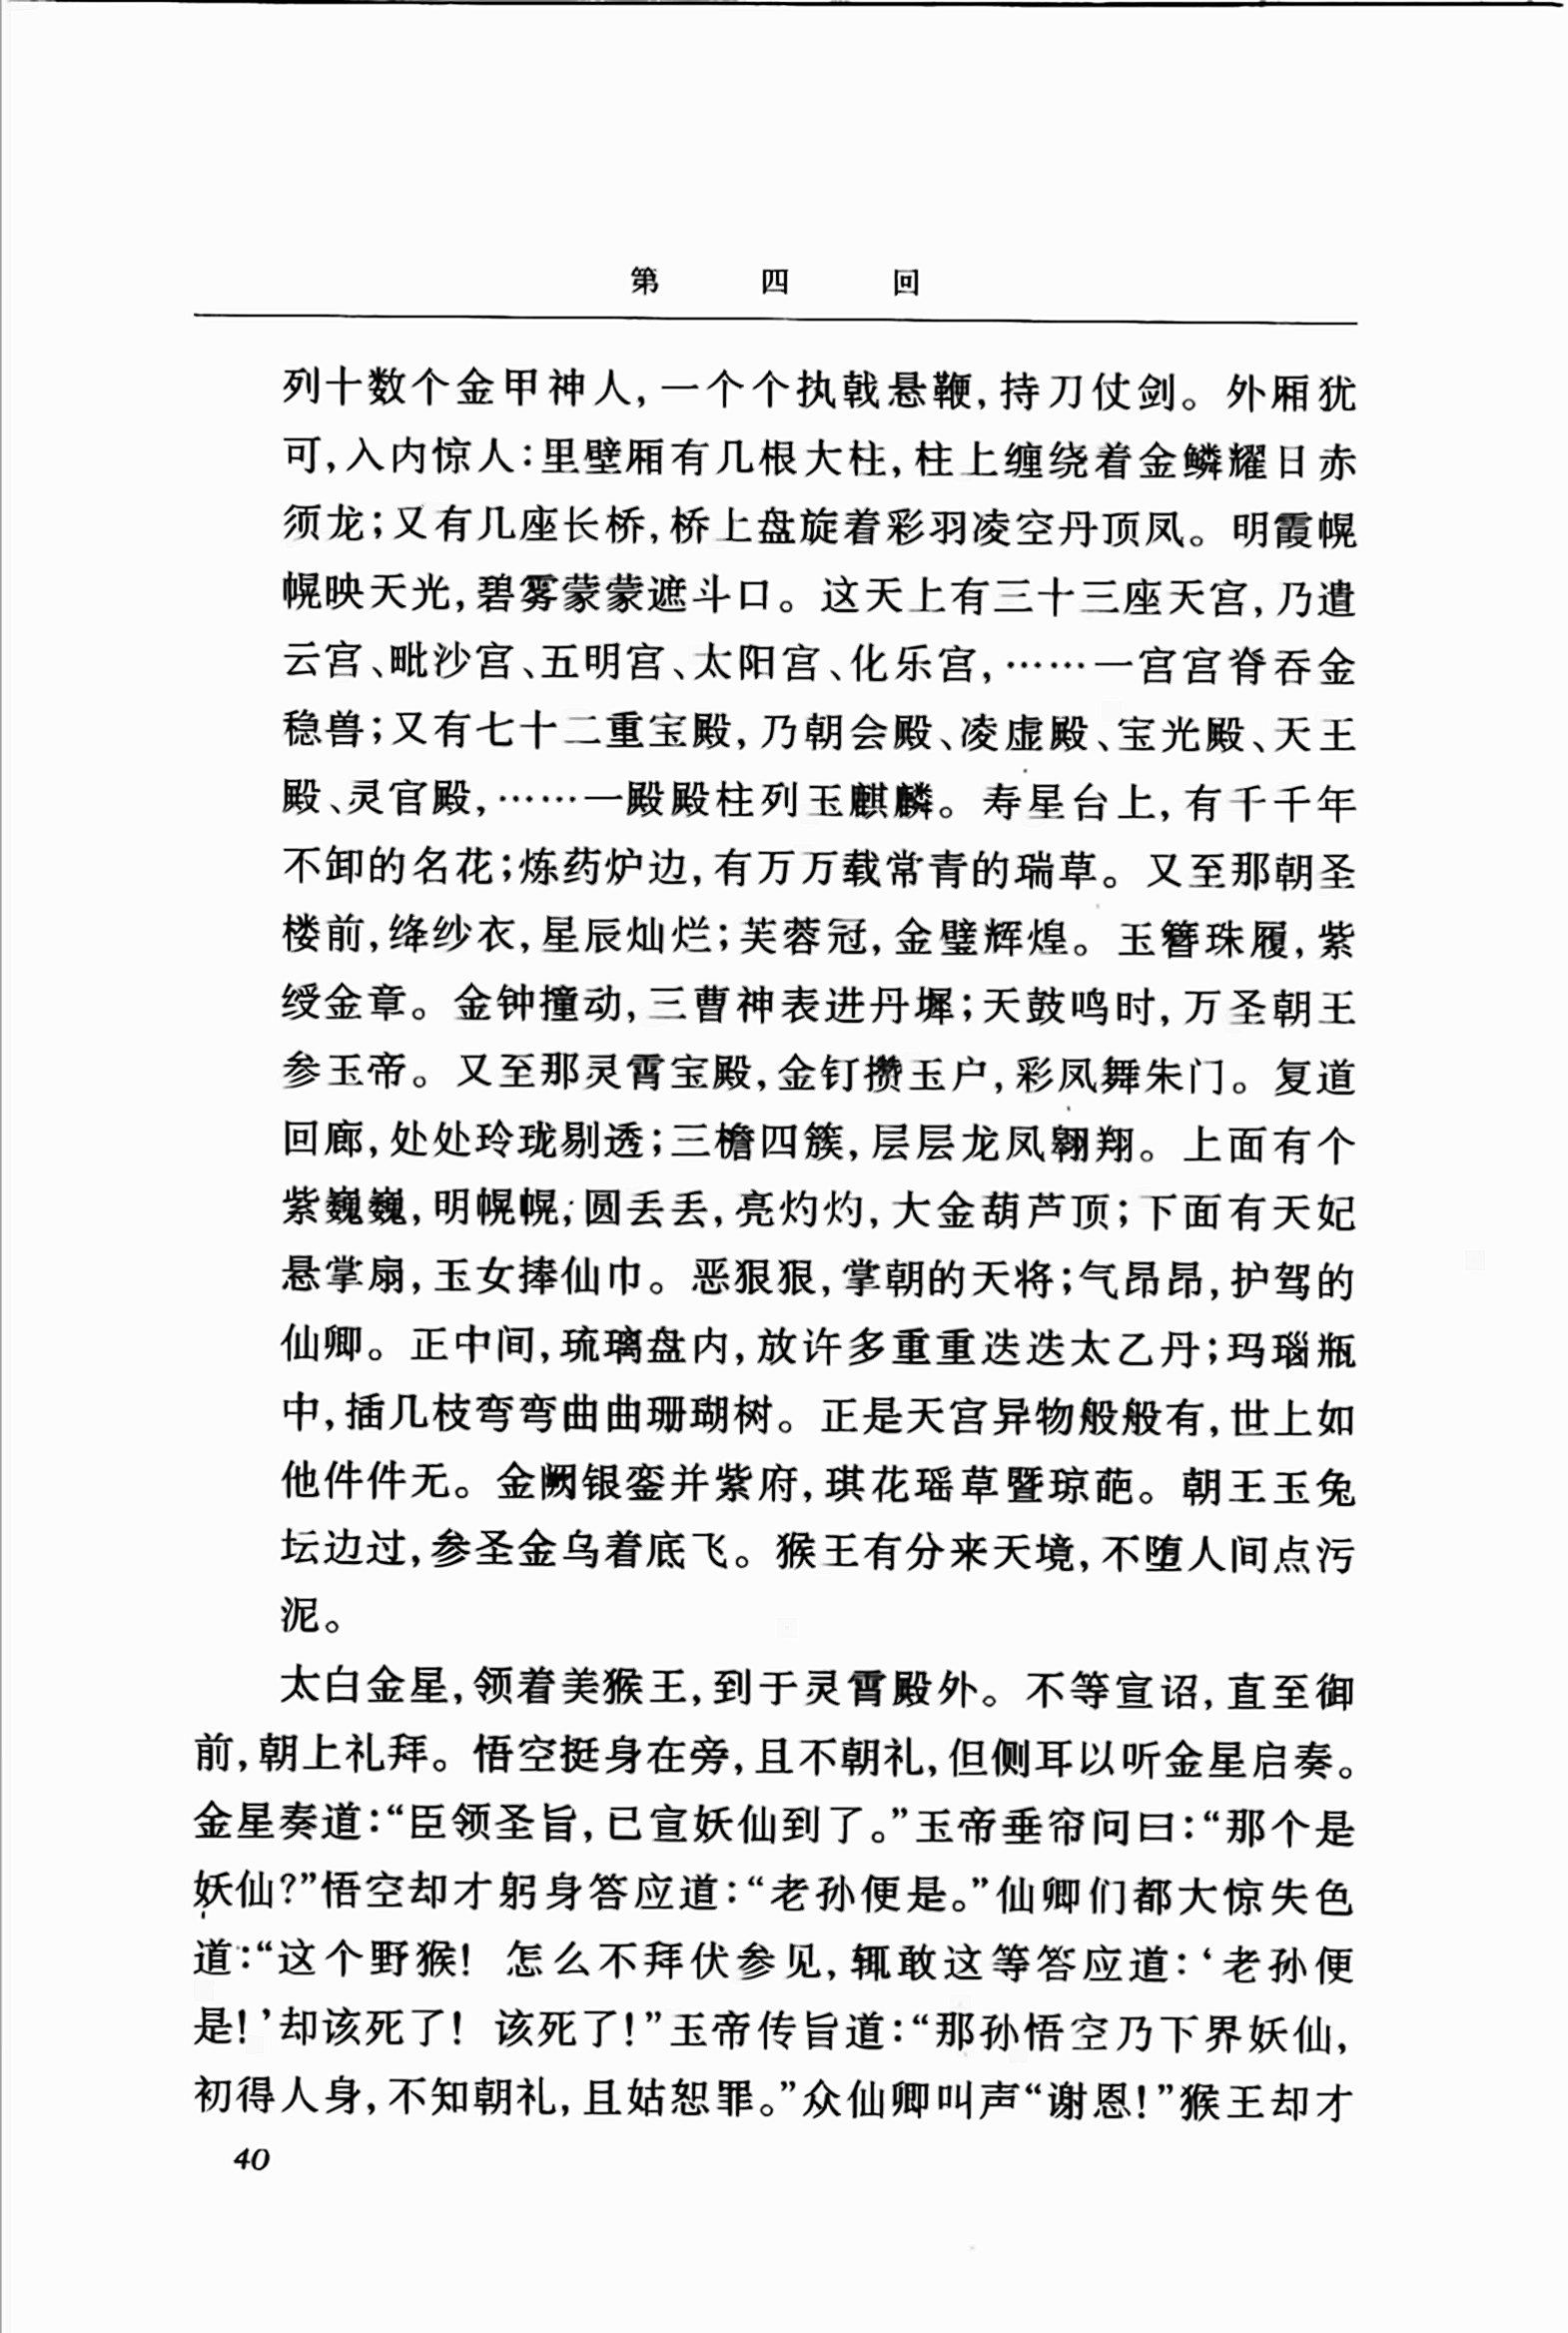 第四回
列十数个金甲神人,一个个执戟悬鞭,持刀仗剑。外厢犹
可,入内惊人:里壁厢有几根大柱,柱上缠绕着金鳞耀日赤
须龙;又有几座长桥,桥上盘旋着彩羽凌空丹顶凤。明霞幌
幌映天光,碧雾蒙蒙遮斗口。这天上有三十三座天宫,乃遣
云宫、毗沙宫、五明宫、太阳宫、化乐宫,……一宫宫脊吞金
稳兽;又有七十二重宝殿,乃朝会殿、凌虚殿、宝光殿、天王
殿、灵官殿,……一殿殿柱列玉麒麟。寿星台上,有千千年
不卸的名花;炼药炉边,有万万载常青的瑞草。又至那朝圣
楼前,绛纱衣,星辰灿烂;芙蓉冠,金璧辉煌。玉簪珠履,紫
绶金章。金钟撞动,三曹神表进丹墀;天鼓鸣时,万圣朝王
参玉帝。又至那灵霄宝殿,金钉攒玉户,彩凤舞朱门。复道
回廊,处处玲珑剔透;三檐四簇,层层龙凤翱翔。上面有个
紫巍巍,明幌幌,圆丢丢,亮灼灼,大金葫芦顶;下面有天妃
悬掌扇,玉女捧仙巾。恶狠狠,掌朝的天将;气昂昂,护驾的
仙卿。正中间,琉璃盘内,放许多重重迭迭太乙丹;玛瑙瓶
中,插几枝弯弯曲曲珊瑚树。正是天宫异物般般有,世上如
他件件无。金阙银銮并紫府,琪花瑶草暨琼葩。朝王玉兔
坛边过,参圣金乌着底飞。猴王有分来天境,不堕人间点污
泥。
太白金星,领着美猴王,到于灵霄殿外。不等宣诏,直至御
前,朝上礼拜。悟空挺身在旁,且不朝礼,但侧耳以听金星启奏。
金星奏道:“臣领圣旨,已宣妖仙到了。”玉帝垂帘问曰:“那个是
妖仙?”悟空却才躬身答应道:“老孙便是。”仙卿们都大惊失色
道:“这个野猴! 怎么不拜伏参见,辄敢这等答应道:‘老孙便
是!’却该死了! 该死了!”玉帝传旨道:“那孙悟空乃下界妖仙,
初得人身,不知朝礼,且姑恕罪。”众仙卿叫声“谢恩!”猴王却才
40